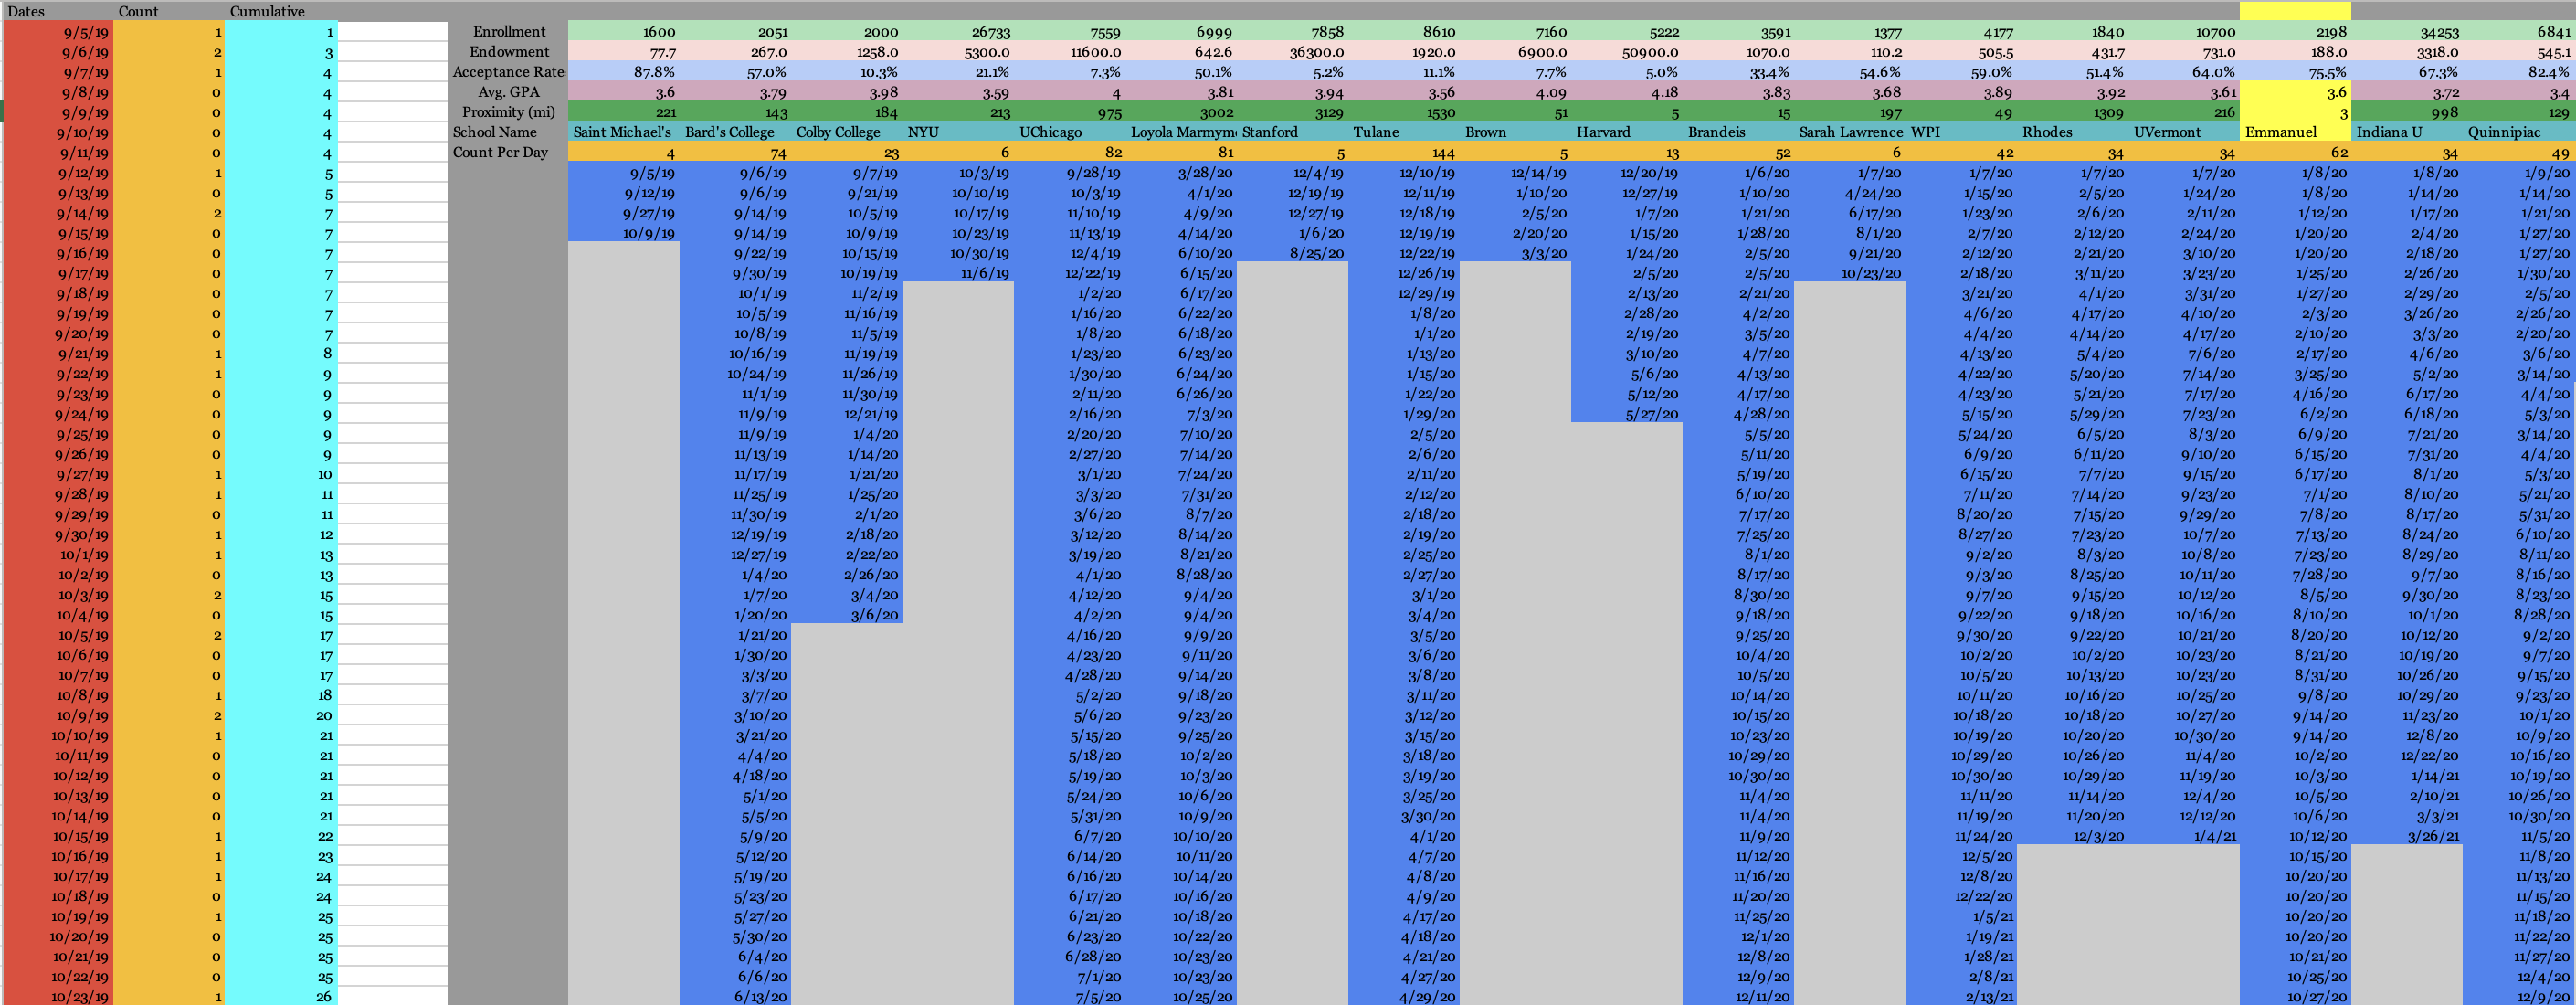 Dates Count Cumulative
9/5/19 1 1 Enrollment 1600 2051 2000 26733 7559 6999 7858 8610 7160 5222 3591 1377 4177 1840 10700 2198 34253 6841
9/6/19 2 3 Endowment 77.7 267.0 1258.0 5300.0 11600.0 642.6 36300.0 1920.0 6900.0 50900.0 1070.0 110.2 505.5 431.7 731.0 188.0 3318.0 545.1
9/7/19 1 4 Acceptance Rate 87.8% 57.0% 10.3% 21.1% 7.3% 50.1% 5.2% 11.1% 7.7% 5.0% 33.4% 54.6% 59.0% 51.4% 64.0% 75.5% 67.3% 82.4%
9/8/19 0 4 Avg. GPA 3.6 3.79 3.98 3.59 4 3.81 3.94 3.56 4.09 4.18 3.83 3.68 3.89 3.92 3.61 3.6 3.72 3.4
9/9/19 0 4 Proximity (mi) 221 143 184 213 975 3002 3129 1530 51 5 15 197 49 1309 216 3 998 129
9/10/19 0 4 School Name Saint Michael's Bard's College Colby College NYU UChicago Loyola Marmym Stanford Tulane Brown Harvard Brandeis Sarah Lawrence WPI Rhodes UVermont Emmanuel Indiana U Quinnipiac
9/11/19 0 4 Count Per Day 4 74 23 6 82 81 5 144 5 13 52 6 42 34 34 62 34 49
9/12/19 1 5 9/5/19 9/6/19 9/7/19 10/3/19 9/28/19 3/28/20 12/4/19 12/10/19 12/14/19 12/20/19 1/6/20 1/7/20 1/7/20 1/7/20 1/7/20 1/8/20 1/8/20 1/9/20
9/13/19 0 5 9/12/19 9/6/19 9/21/19 10/10/19 10/3/19 4/1/20 12/19/19 12/11/19 1/10/20 12/27/19 1/10/20 4/24/20 1/15/20 2/5/20 1/24/20 1/8/20 1/14/20 1/14/20
9/14/19 2 7 9/27/19 9/14/19 10/5/19 10/17/19 11/10/19 4/9/20 12/27/19 12/18/19 2/5/20 1/7/20 1/21/20 6/17/20 1/23/20 2/6/20 2/11/20 1/12/20 1/17/20 1/21/20
9/15/19 0 7 10/9/19 9/14/19 10/9/19 10/23/19 11/13/19 4/14/20 1/6/20 12/19/19 2/20/20 1/15/20 1/28/20 8/1/20 2/7/20 2/12/20 2/24/20 1/20/20 2/4/20 1/27/20
9/16/19 0 7 9/22/19 10/15/19 10/30/19 12/4/19 6/10/20 8/25/20 12/22/19 3/3/20 1/24/20 2/5/20 9/21/20 2/12/20 2/21/20 3/10/20 1/20/20 2/18/20 1/27/20
9/17/19 0 7 9/30/19 10/19/19 11/6/19 12/22/19 6/15/20 12/26/19 2/5/20 2/5/20 10/23/20 2/18/20 3/11/20 3/23/20 1/25/20 2/26/20 1/30/20
9/18/19 0 7 10/1/19 11/2/19 1/2/20 6/17/20 12/29/19 2/13/20 2/21/20 3/21/20 4/1/20 3/31/20 1/27/20 2/29/20 2/5/20
9/19/19 0 7 10/5/19 11/16/19 1/16/20 6/22/20 1/8/20 2/28/20 4/2/20 4/6/20 4/17/20 4/10/20 2/3/20 3/26/20 2/26/20
9/20/19 0 7 10/8/19 11/5/19 1/8/20 6/18/20 1/1/20 2/19/20 3/5/20 4/4/20 4/14/20 4/17/20 2/10/20 3/3/20 2/20/20
9/21/19 1 8 10/16/19 11/19/19 1/23/20 6/23/20 1/13/20 3/10/20 4/7/20 4/13/20 5/4/20 7/6/20 2/17/20 4/6/20 3/6/20
9/22/19 1 9 10/24/19 11/26/19 1/30/20 6/24/20 1/15/20 5/6/20 4/13/20 4/22/20 5/20/20 7/14/20 3/25/20 5/2/20 3/14/20
9/23/19 0 9 11/1/19 11/30/19 2/11/20 6/26/20 1/22/20 5/12/20 4/17/20 4/23/20 5/21/20 7/17/20 4/16/20 6/17/20 4/4/20
9/24/19 0 9 11/9/19 12/21/19 2/16/20 7/3/20 1/29/20 5/27/20 4/28/20 5/15/20 5/29/20 7/23/20 6/2/20 6/18/20 5/3/20
9/25/19 0 9 11/9/19 1/4/20 2/20/20 7/10/20 2/5/20 5/5/20 5/24/20 6/5/20 8/3/20 6/9/20 7/21/20 3/14/20
9/26/19 0 9 11/13/19 1/14/20 2/27/20 7/14/20 2/6/20 5/11/20 6/9/20 6/11/20 9/10/20 6/15/20 7/31/20 4/4/20
9/27/19 1 10 11/17/19 1/21/20 3/1/20 7/24/20 2/11/20 5/19/20 6/15/20 7/7/20 9/15/20 6/17/20 8/1/20 5/3/20
9/28/19 1 11 11/25/19 1/25/20 3/3/20 7/31/20 2/12/20 6/10/20 7/11/20 7/14/20 9/23/20 7/1/20 8/10/20 5/21/20
9/29/19 0 11 11/30/19 2/1/20 3/6/20 8/7/20 2/18/20 7/17/20 8/20/20 7/15/20 9/29/20 7/8/20 8/17/20 5/31/20
9/30/19 1 12 12/19/19 2/18/20 3/12/20 8/14/20 2/19/20 7/25/20 8/27/20 7/23/20 10/7/20 7/13/20 8/24/20 6/10/20
10/1/19 1 13 12/27/19 2/22/20 3/19/20 8/21/20 2/25/20 8/1/20 9/2/20 8/3/20 10/8/20 7/23/20 8/29/20 8/11/20
10/2/19 0 13 1/4/20 2/26/20 4/1/20 8/28/20 2/27/20 8/17/20 9/3/20 8/25/20 10/11/20 7/28/20 9/7/20 8/16/20
10/3/19 2 15 1/7/20 3/4/20 4/12/20 9/4/20 3/1/20 8/30/20 9/7/20 9/15/20 10/12/20 8/5/20 9/30/20 8/23/20
10/4/19 0 15 1/20/20 3/6/20 4/2/20 9/4/20 3/4/20 9/18/20 9/22/20 9/18/20 10/16/20 8/10/20 10/1/20 8/28/20
10/5/19 2 17 1/21/20 4/16/20 9/9/20 3/5/20 9/25/20 9/30/20 9/22/20 10/21/20 8/20/20 10/12/20 9/2/20
10/6/19 0 17 1/30/20 4/23/20 9/11/20 3/6/20 10/4/20 10/2/20 10/2/20 10/23/20 8/21/20 10/19/20 9/7/20
10/7/19 0 17 3/3/20 4/28/20 9/14/20 3/8/20 10/5/20 10/5/20 10/13/20 10/23/20 8/31/20 10/26/20 9/15/20
10/8/19 1 18 3/7/20 5/2/20 9/18/20 3/11/20 10/14/20 10/11/20 10/16/20 10/25/20 9/8/20 10/29/20 9/23/20
10/9/19 2 20 3/10/20 5/6/20 9/23/20 3/12/20 10/15/20 10/18/20 10/18/20 10/27/20 9/14/20 11/23/20 10/1/20
10/10/19 1 21 3/21/20 5/15/20 9/25/20 3/15/20 10/23/20 10/19/20 10/20/20 10/30/20 9/14/20 12/8/20 10/9/20
10/11/19 0 21 4/4/20 5/18/20 10/2/20 3/18/20 10/29/20 10/29/20 10/26/20 11/4/20 10/2/20 12/22/20 10/16/20
10/12/19 0 21 4/18/20 5/19/20 10/3/20 3/19/20 10/30/20 10/30/20 10/29/20 11/19/20 10/3/20 1/14/21 10/19/20
10/13/19 0 21 5/1/20 5/24/20 10/6/20 3/25/20 11/4/20 11/11/20 11/14/20 12/4/20 10/5/20 2/10/21 10/26/20
10/14/19 0 21 5/5/20 5/31/20 10/9/20 3/30/20 11/4/20 11/19/20 11/20/20 12/12/20 10/6/20 3/3/21 10/30/20
10/15/19 1 22 5/9/20 6/7/20 10/10/20 4/1/20 11/9/20 11/24/20 12/3/20 1/4/21 10/12/20 3/26/21 11/5/20
10/16/19 1 23 5/12/20 6/14/20 10/11/20 4/7/20 11/12/20 12/5/20 10/15/20 11/8/20
10/17/19 1 24 5/19/20 6/16/20 10/14/20 4/8/20 11/16/20 12/8/20 10/20/20 11/13/20
10/18/19 0 24 5/23/20 6/17/20 10/16/20 4/9/20 11/20/20 12/22/20 10/20/20 11/15/20
10/19/19 1 25 5/27/20 6/21/20 10/18/20 4/17/20 11/25/20 1/5/21 10/20/20 11/18/20
10/20/19 0 25 5/30/20 6/23/20 10/22/20 4/18/20 12/1/20 1/19/21 10/20/20 11/22/20
10/21/19 0 25 6/4/20 6/28/20 10/23/20 4/21/20 12/8/20 1/28/21 10/21/20 11/27/20
10/22/19 0 25 6/6/20 7/1/20 10/23/20 4/27/20 12/9/20 2/8/21 10/25/20 12/4/20
10/23/19 1 26 6/13/20 7/5/20 10/25/20 4/29/20 12/11/20 2/13/21 10/27/20 12/9/20